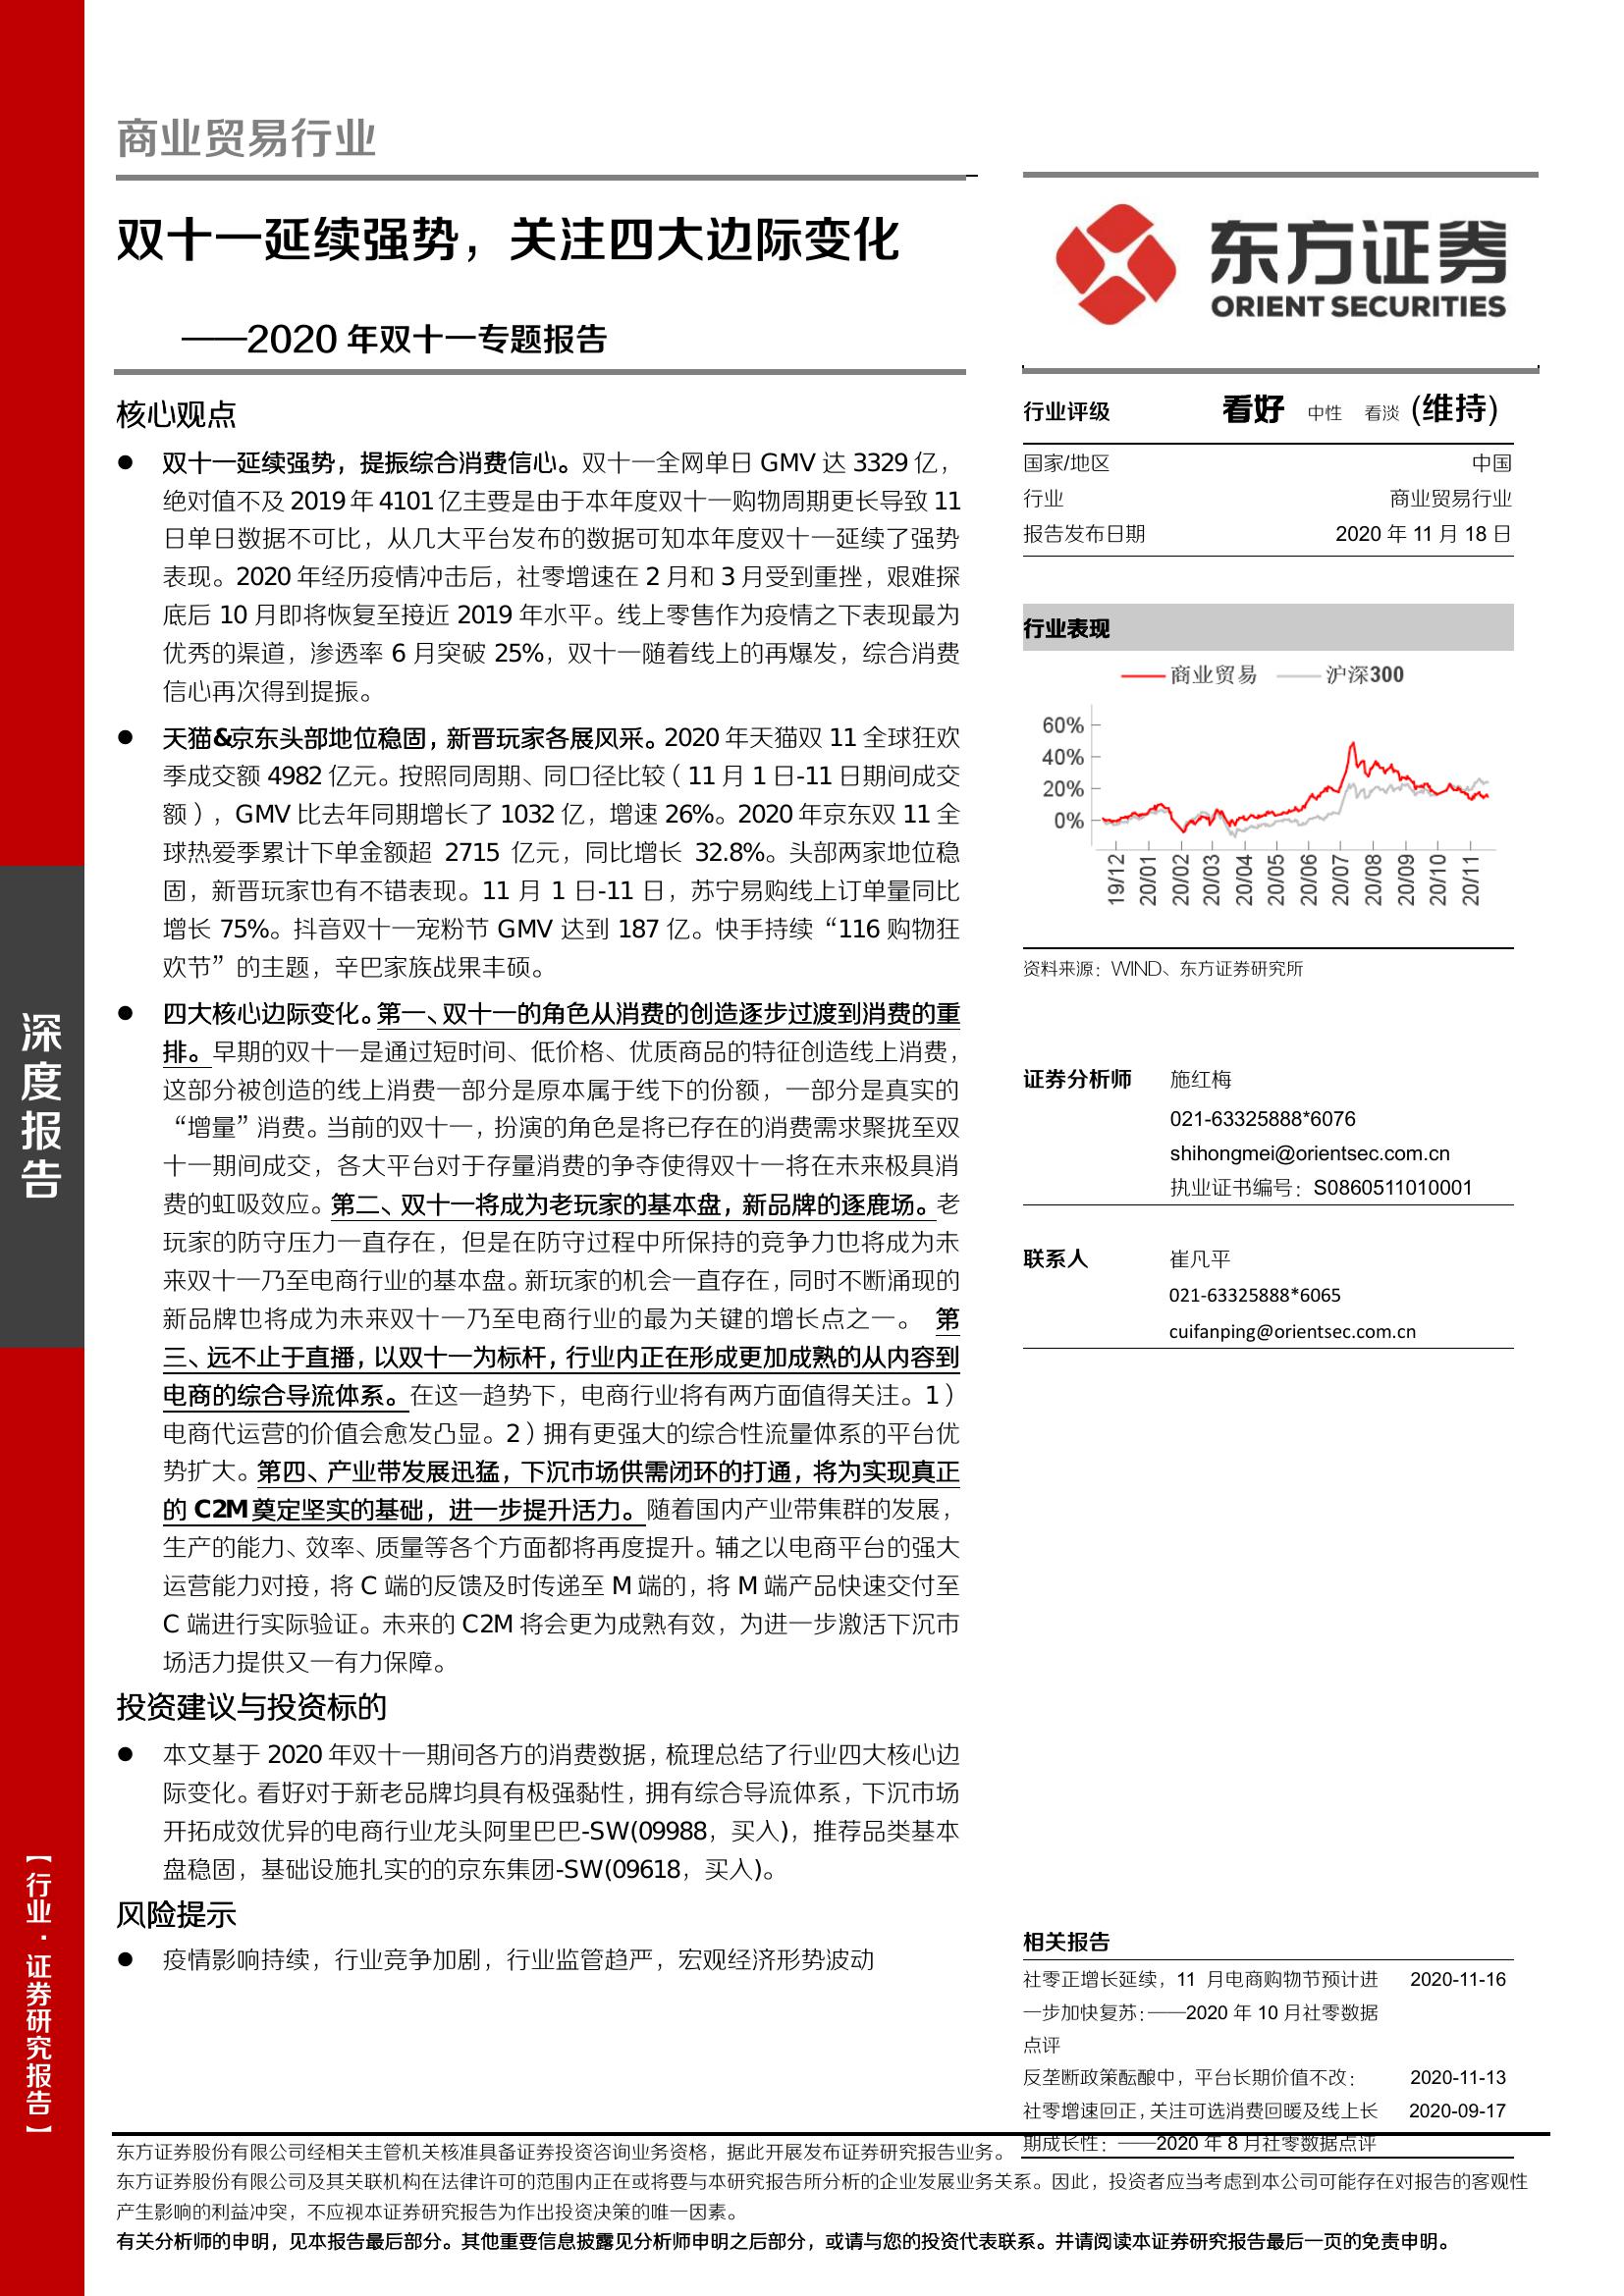 商业贸易行业
双十一延续强势，关注四大边际变化
——2020 年双十一专题报告
核心观点
● 双十一延续强势，提振综合消费信心。双十一全网单日 GMV 达 3329 亿，
绝对值不及 2019 年 4101 亿主要是由于本年度双十一购物周期更长导致 11
日单日数据不可比，从几大平台发布的数据可知本年度双十一延续了强势
表现。2020 年经历疫情冲击后，社零增速在 2 月和 3 月受到重挫，艰难探
底后 10 月即将恢复至接近 2019 年水平。线上零售作为疫情之下表现最为
优秀的渠道，渗透率 6 月突破 25%，双十一随着线上的再爆发，综合消费
信心再次得到提振。
● 天猫&京东头部地位稳固，新晋玩家各展风采。2020 年天猫双 11 全球狂欢
季成交额 4982 亿元。按照同周期、同口径比较（11 月 1 日-11 日期间成交
额），GMV 比去年同期增长了 1032 亿，增速 26%。2020 年京东双 11 全
球热爱季累计下单金额超 2715 亿元，同比增长 32.8%。头部两家地位稳
固，新晋玩家也有不错表现。11 月 1 日-11 日，苏宁易购线上订单量同比
增长 75%。抖音双十一宠粉节 GMV 达到 187 亿。快手持续“116 购物狂
欢节”的主题，辛巴家族战果丰硕。
● 四大核心边际变化。第一、双十一的角色从消费的创造逐步过渡到消费的重
排。早期的双十一是通过短时间、低价格、优质商品的特征创造线上消费，
这部分被创造的线上消费一部分是原本属于线下的份额，一部分是真实的
“增量”消费。当前的双十一，扮演的角色是将已存在的消费需求聚拢至双
十一期间成交，各大平台对于存量消费的争夺使得双十一将在未来极具消
费的虹吸效应。第二、双十一将成为老玩家的基本盘，新品牌的逐鹿场。老
玩家的防守压力一直存在，但是在防守过程中所保持的竞争力也将成为未
来双十一乃至电商行业的基本盘。新玩家的机会一直存在，同时不断涌现的
新品牌也将成为未来双十一乃至电商行业的最为关键的增长点之一。 第
三、远不止于直播，以双十一为标杆，行业内正在形成更加成熟的从内容到
电商的综合导流体系。在这一趋势下，电商行业将有两方面值得关注。1）
电商代运营的价值会愈发凸显。2）拥有更强大的综合性流量体系的平台优
势扩大。第四、产业带发展迅猛，下沉市场供需闭环的打通，将为实现真正
的 C2M 奠定坚实的基础，进一步提升活力。随着国内产业带集群的发展，
生产的能力、效率、质量等各个方面都将再度提升。辅之以电商平台的强大
运营能力对接，将 C 端的反馈及时传递至 M 端的，将 M 端产品快速交付至
C 端进行实际验证。未来的 C2M 将会更为成熟有效，为进一步激活下沉市
场活力提供又一有力保障。
投资建议与投资标的
● 本文基于 2020 年双十一期间各方的消费数据，梳理总结了行业四大核心边
际变化。看好对于新老品牌均具有极强黏性，拥有综合导流体系，下沉市场
开拓成效优异的电商行业龙头阿里巴巴-SW(09988，买入)，推荐品类基本
盘稳固，基础设施扎实的的京东集团-SW(09618，买入)。
风险提示
● 疫情影响持续，行业竞争加剧，行业监管趋严，宏观经济形势波动
东方证券
ORIENT SECURITIES
行业评级 看好 中性 看淡 (维持)
国家/地区 中国
行业 商业贸易行业
报告发布日期 2020 年 11 月 18 日
行业表现
商业贸易 沪深300
60%
40%
20%
0%
19/12 20/01 20/02 20/03 20/04 20/05 20/06 20/07 20/08 20/09 20/10 20/11
资料来源：WIND、东方证券研究所
证券分析师 施红梅
021-63325888*6076
shihongmei@orientsec.com.cn
执业证书编号：S0860511010001
联系人 崔凡平
021-63325888*6065
cuifanping@orientsec.com.cn
相关报告
社零正增长延续，11 月电商购物节预计进 2020-11-16
一步加快复苏：——2020 年 10 月社零数据
点评
反垄断政策酝酿中，平台长期价值不改： 2020-11-13
社零增速回正，关注可选消费回暖及线上长 2020-09-17
期成长性：——2020 年 8 月社零数据点评
深度报告
【行业·证券研究报告】
东方证券股份有限公司经相关主管机关核准具备证券投资咨询业务资格，据此开展发布证券研究报告业务。
东方证券股份有限公司及其关联机构在法律许可的范围内正在或将要与本研究报告所分析的企业发展业务关系。因此，投资者应当考虑到本公司可能存在对报告的客观性
产生影响的利益冲突，不应视本证券研究报告为作出投资决策的唯一因素。
有关分析师的申明，见本报告最后部分。其他重要信息披露见分析师申明之后部分，或请与您的投资代表联系。并请阅读本证券研究报告最后一页的免责申明。